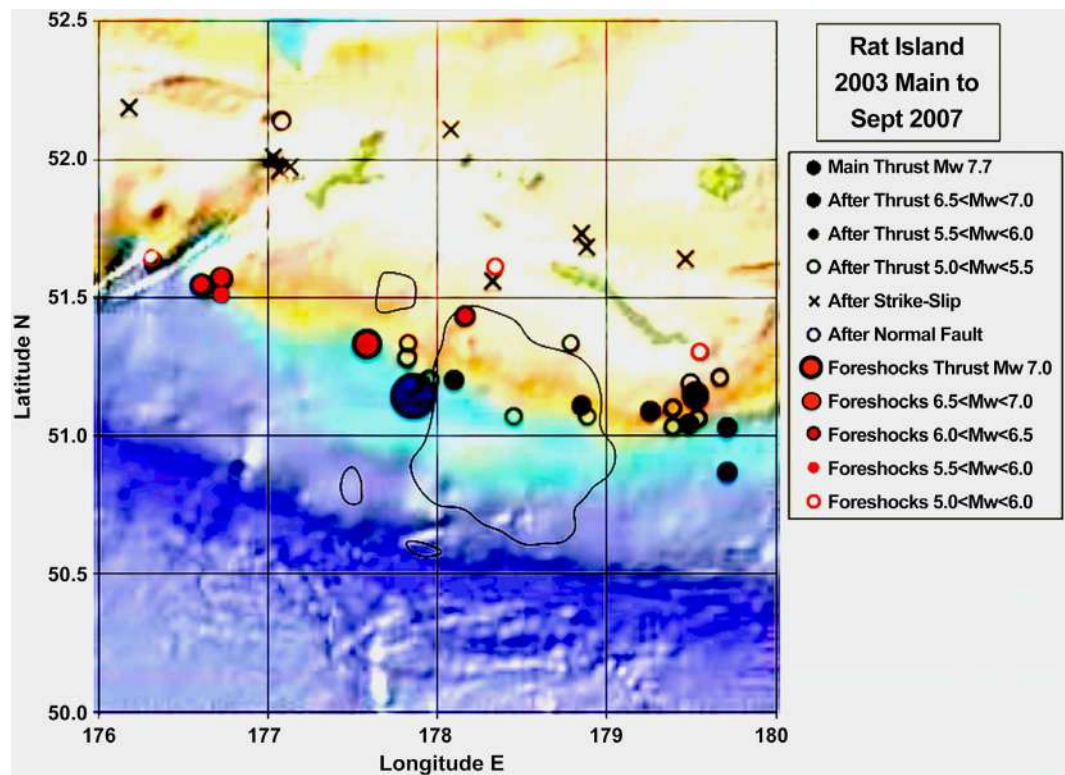 Rat Island
2003 Main to
Sept 2007
Main Thrust Mw 7.7
After Thrust 6.5<Mw<7.0
After Thrust 5.5<Mw<6.0
After Thrust 5.0<Mw<5.5
After Strike-Slip
After Normal Fault
Foreshocks Thrust Mw 7.0
Foreshocks 6.5<Mw<7.0
Foreshocks 6.0<Mw<6.5
Foreshocks 5.5<Mw<6.0
Foreshocks 5.0<Mw<6.0
Latitude N
52.5
52.0
51.5
51.0
50.5
50.0
176
177
178
179
180
Longitude E